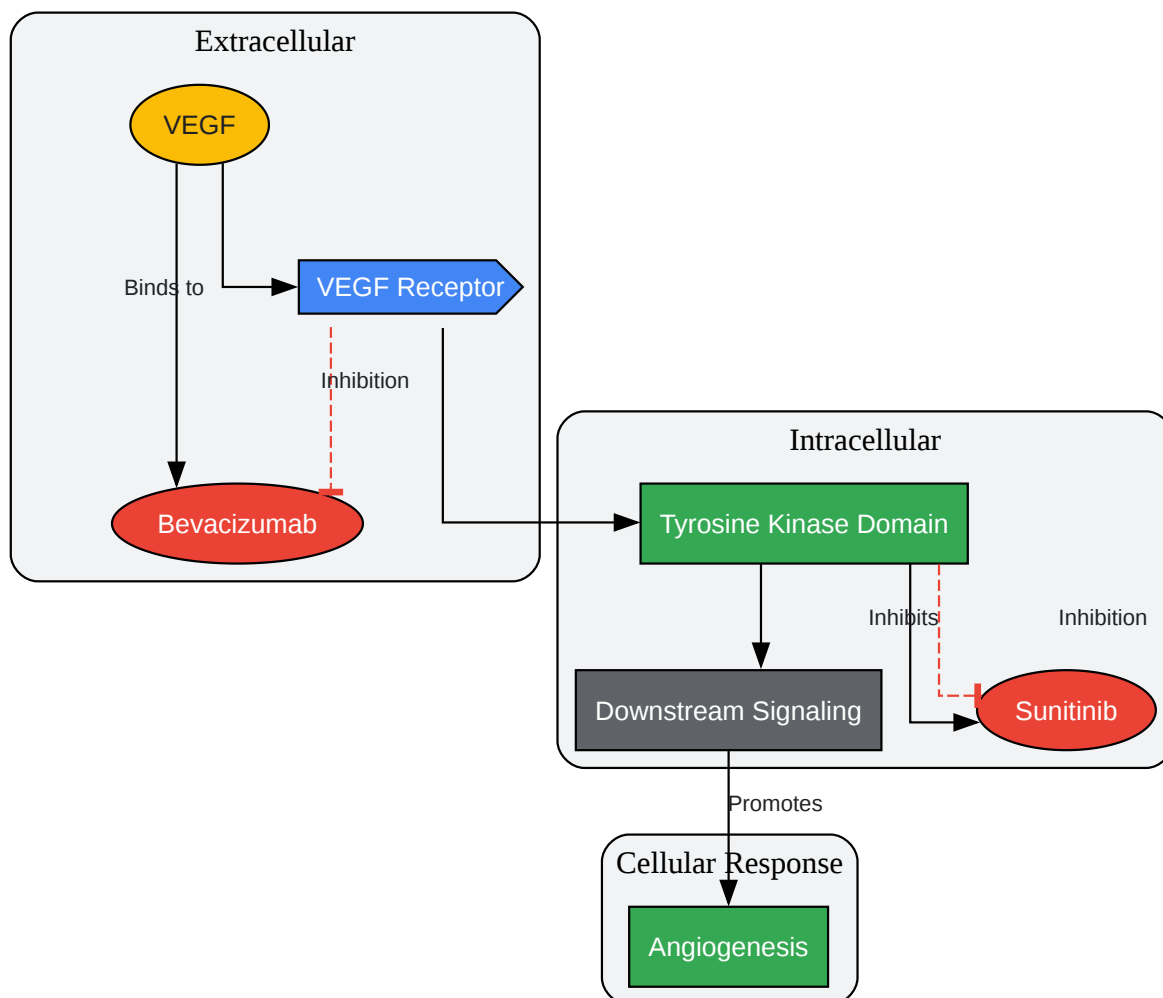 Extracellular
VEGF
Binds to
VEGF Receptor
Inhibition
Bevacizumab
Intracellular
Tyrosine Kinase Domain
Inhibits
Inhibition
Downstream Signaling
Sunitinib
Promotes
Cellular Response
Angiogenesis